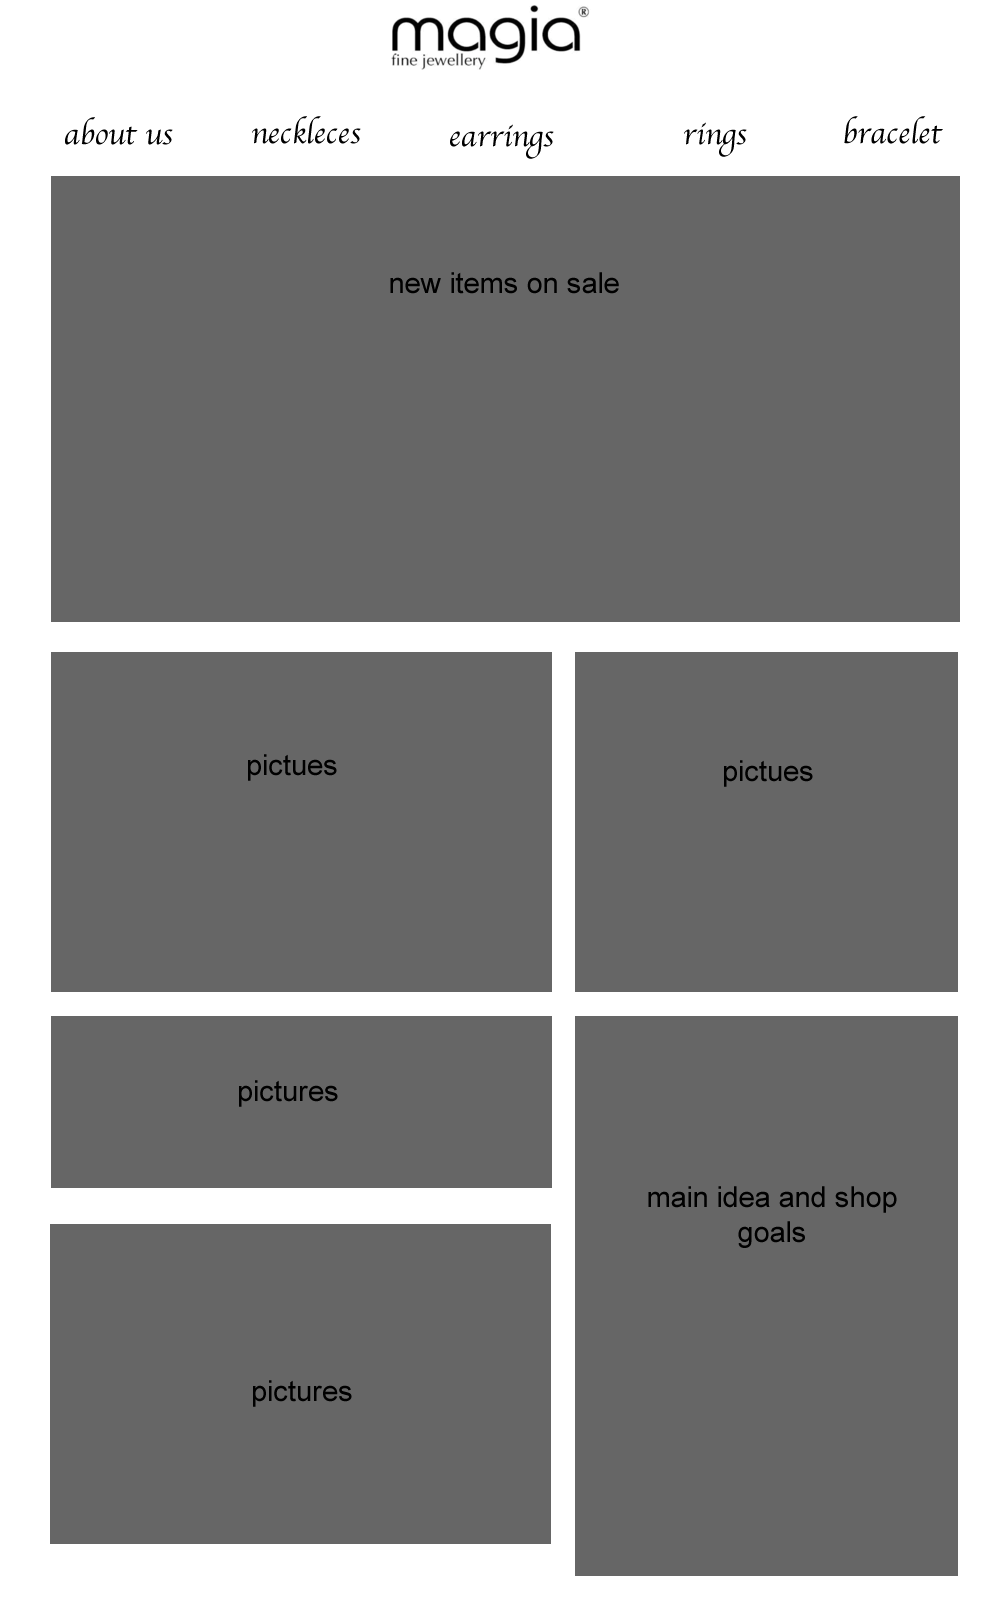 magia®
fine jewellery
about us neckleces earrings rings bracelet
new items on sale
pictues
pictues
pictures
main idea and shop
goals
pictures